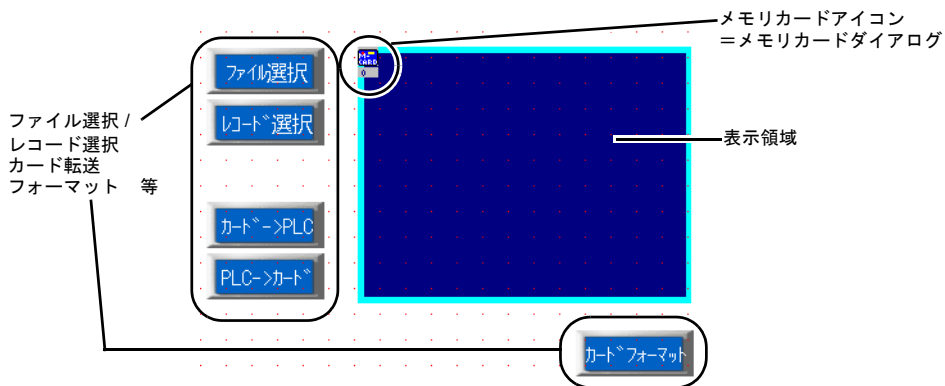 メモリカードアイコン
＝メモリカードダイアログ
M-
CARD
0
ファイル選択
レコード選択
ファイル選択 /
レコード選択
カード転送
フォーマット　等
表示領域
カード->PLC
PLC->カード
カードフォーマット